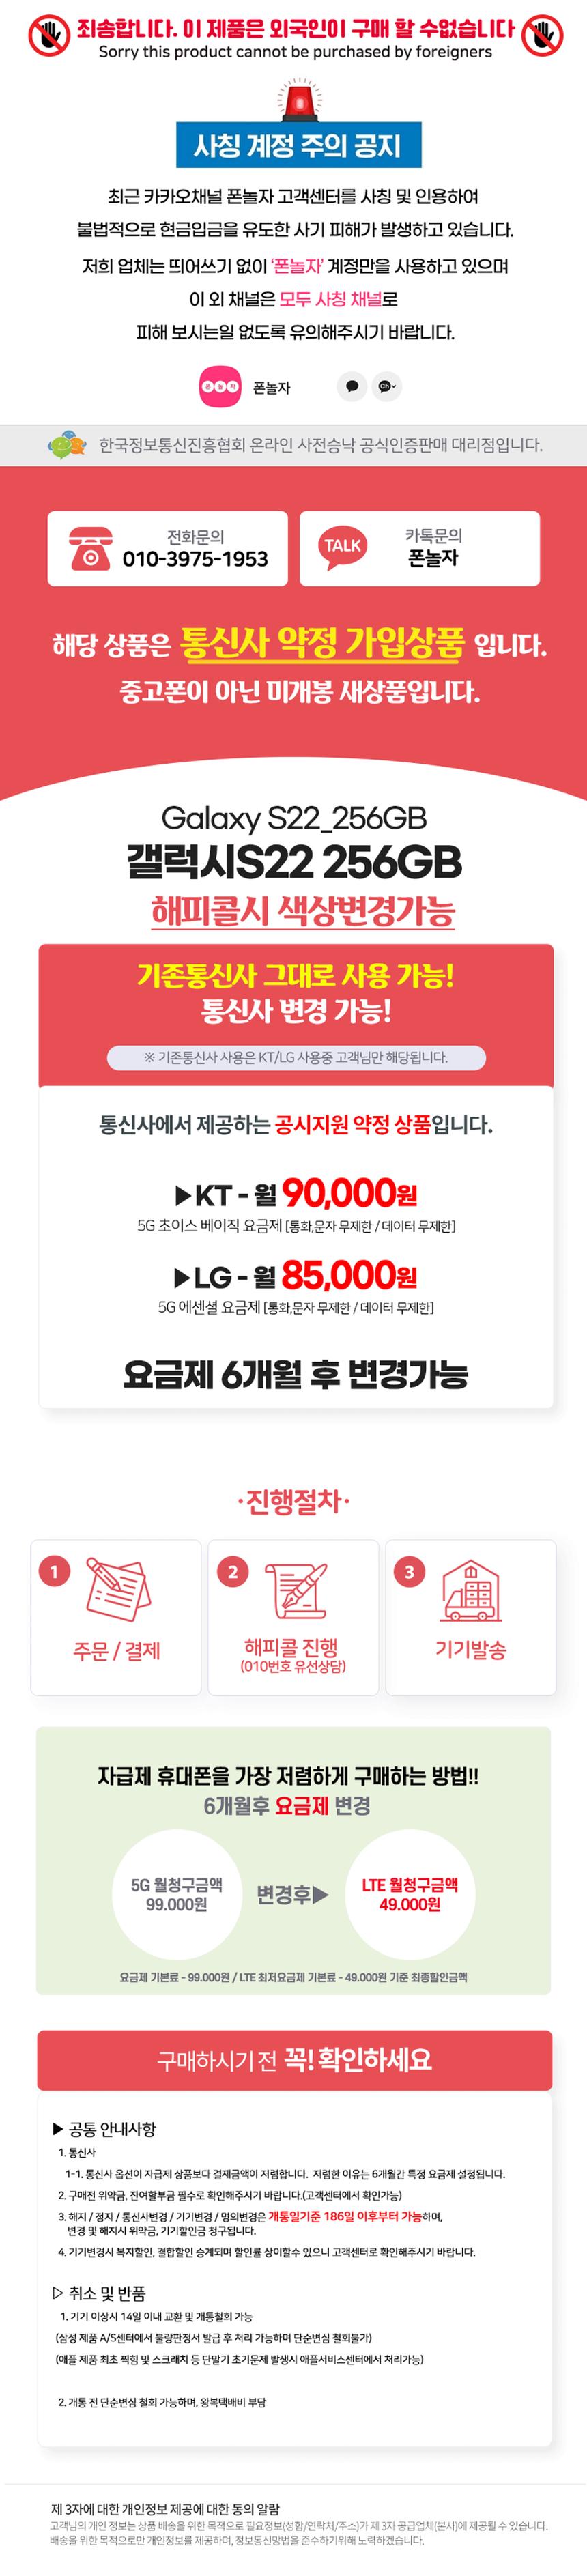 죄송합니다. 이 제품은 외국인이 구매 할 수없습니다
Sorry this product cannot be purchased by foreigners
사칭 계정 주의 공지
최근 카카오채널 폰놀자 고객센터를 사칭 및 인용하여
불법적으로 현금입금을 유도한 사기 피해가 발생하고 있습니다.
저희 업체는 띄어쓰기 없이 '폰놀자' 계정만을 사용하고 있으며
이 외 채널은 모두 사칭 채널로
피해 보시는일 없도록 유의해주시기 바랍니다.
폰놀자 폰놀자 Ch
한국정보통신진흥협회 온라인 사전승낙 공식인증판매 대리점입니다.
전화문의
010-3975-1953
TALK
카톡문의
폰놀자
해당 상품은 통신사 약정 가입상품 입니다.
중고폰이 아닌 미개봉 새상품입니다.
Galaxy S22_256GB
갤럭시S22 256GB
해피콜시 색상변경가능
기존통신사 그대로 사용 가능!
통신사 변경 가능!
※ 기존통신사 사용은 KT/LG 사용중 고객님만 해당됩니다.
통신사에서 제공하는 공시지원 약정 상품입니다.
▶KT - 월 90,000원
5G 초이스 베이직 요금제 [통화,문자 무제한 / 데이터 무제한]
▶LG - 월 85,000원
5G 에센셜 요금제 [통화,문자 무제한 / 데이터 무제한]
요금제 6개월 후 변경가능
·진행절차·
1
주문 / 결제
2
해피콜 진행
(010번호 유선상담)
3
기기발송
자급제 휴대폰을 가장 저렴하게 구매하는 방법!!
6개월후 요금제 변경
5G 월청구금액
99.000원
변경후▶
LTE 월청구금액
49.000원
요금제 기본료 - 99.000원 / LTE 최저요금제 기본료 - 49.000원 기준 최종할인금액
구매하시기 전 꼭! 확인하세요
▶ 공통 안내사항
1. 통신사
1-1. 통신사 옵션이 자급제 상품보다 결제금액이 저렴합니다. 저렴한 이유는 6개월간 특정 요금제 설정됩니다.
2. 구매전 위약금, 잔여할부금 필수로 확인해주시기 바랍니다.(고객센터에서 확인가능)
3. 해지 / 정지 / 통신사변경 / 기기변경 / 명의변경은 개통일기준 186일 이후부터 가능하며,
변경 및 해지시 위약금, 기기할인금 청구됩니다.
4. 기기변경시 복지할인, 결합할인 승계되며 할인률 상이할수 있으니 고객센터로 확인해주시기 바랍니다.
▷ 취소 및 반품
1. 기기 이상시 14일 이내 교환 및 개통철회 가능
(삼성 제품 A/S센터에서 불량판정서 발급 후 처리 가능하며 단순변심 철회불가)
(애플 제품 최초 찍힘 및 스크래치 등 단말기 초기문제 발생시 애플서비스센터에서 처리가능)
2. 개통 전 단순변심 철회 가능하며, 왕복택배비 부담
제 3자에 대한 개인정보 제공에 대한 동의 알람
고객님의 개인 정보는 상품 배송을 위한 목적으로 필요정보(성함/연락처/주소)가 제 3자 공급업체(본사)에 제공될 수 있습니다.
배송을 위한 목적으로만 개인정보를 제공하며, 정보통신망법을 준수하기위해 노력하겠습니다.